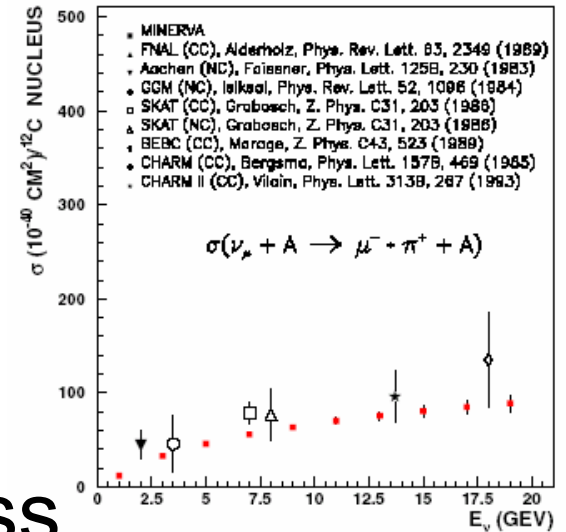 500
400
300
200
100
0
σ (10⁻⁴⁰ CM²)/¹²C NUCLEUS
MINERVA
FNAL (CC), Aderholz, Phys. Rev. Lett. 63, 2349 (1989)
Aachen (NC), Faissner, Phys. Lett. 125B, 230 (1983)
GGM (NC), Isiksal, Phys. Rev. Lett. 52, 1096 (1984)
SKAT (CC), Grabosch, Z. Phys. C31, 203 (1986)
SKAT (NC), Grabosch, Z. Phys. C31, 203 (1986)
BEBC (CC), Marage, Z. Phys. C43, 523 (1989)
CHARM (CC), Bergsma, Phys. Lett. 157B, 469 (1985)
CHARM II (CC), Vilain, Phys. Lett. 313B, 267 (1993)
σ(ν_μ + A → μ⁻ + π⁺ + A)
0 2.5 5 7.5 10 12.5 15 17.5 20
E_ν (GEV)
ss